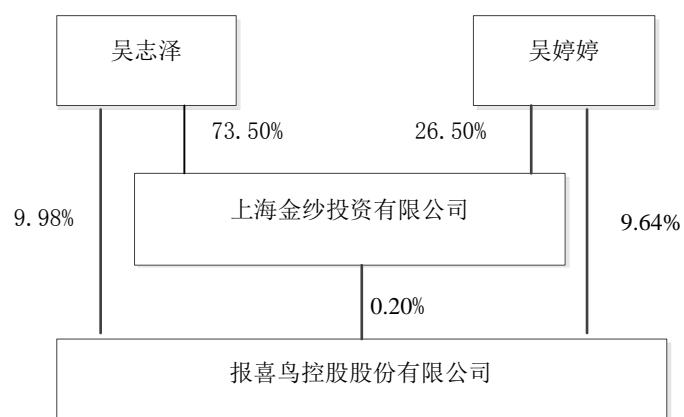 吴志泽
吴婷婷
73.50%
26.50%
9.98%
上海金纱投资有限公司
9.64%
0.20%
报喜鸟控股股份有限公司